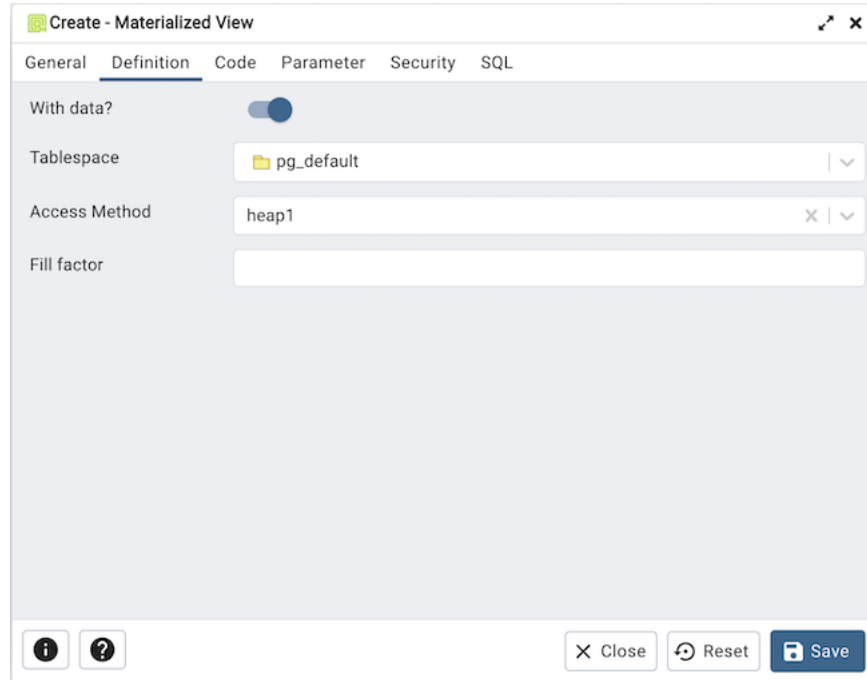 Create - Materialized View
General Definition Code Parameter Security SQL
With data?
Tablespace pg_default
Access Method heap1
Fill factor
Close Reset Save